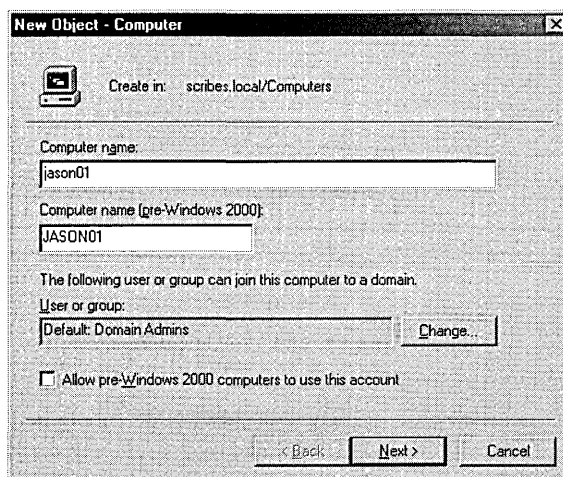 New Object - Computer
Create in: scribes.local/Computers
Computer name:
jason01
Computer name (pre-Windows 2000):
JASON01
The following user or group can join this computer to a domain.
User or group:
Default: Domain Admins
Change...
Allow pre-Windows 2000 computers to use this account
< Back
Next >
Cancel